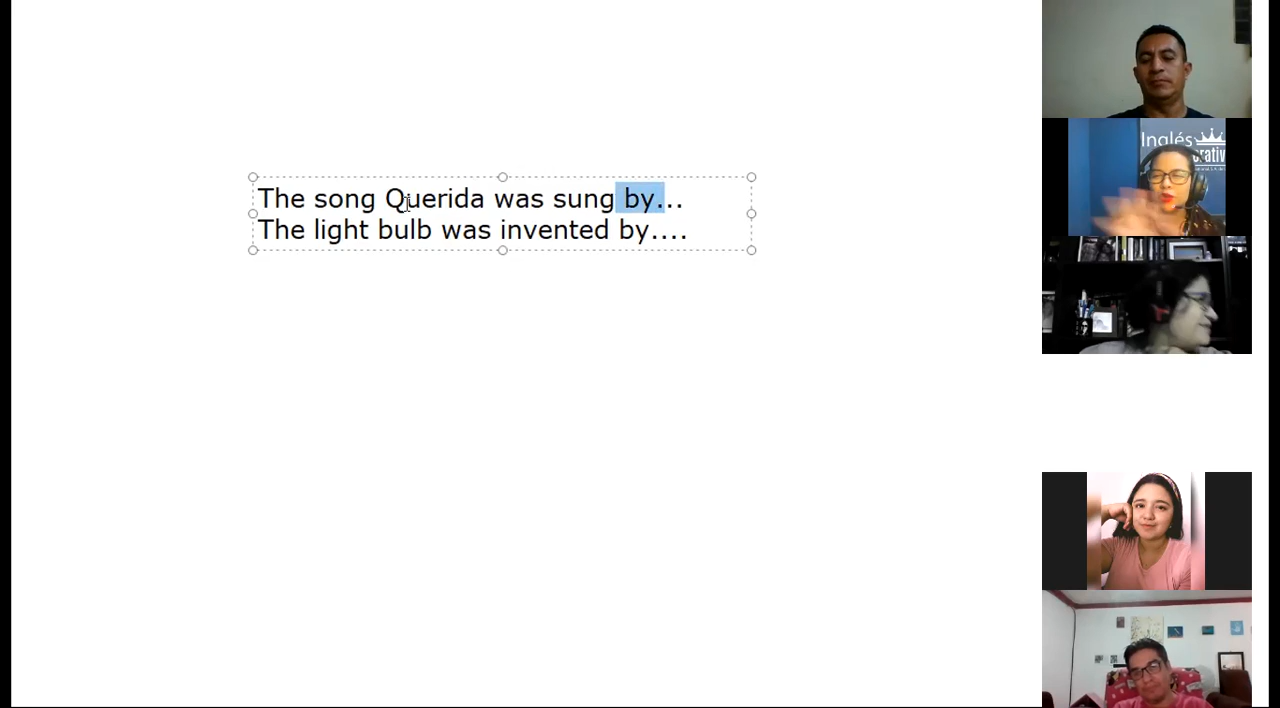 The song Querida was sung by...
The light bulb was invented by....
Inglés